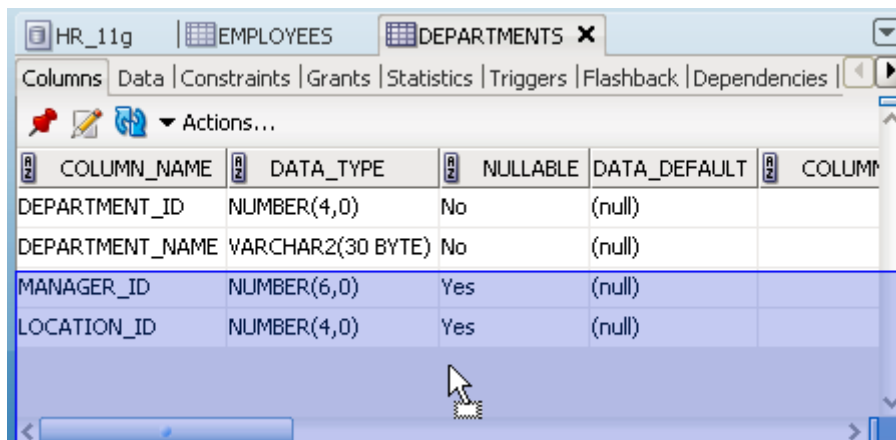 HR_11g EMPLOYEES DEPARTMENTS
Columns Data |Constraints |Grants |Statistics |Triggers |Flashback |Dependencies |
Actions...
COLUMN_NAME DATA_TYPE NULLABLE DATA_DEFAULT
DEPARTMENT_ID NUMBER(4,0) No (null)
DEPARTMENT_NAME VARCHAR2(30 BYTE) No (null)
MANAGER_ID NUMBER(6,0) Yes (null)
LOCATION_ID NUMBER(4,0) Yes (null)